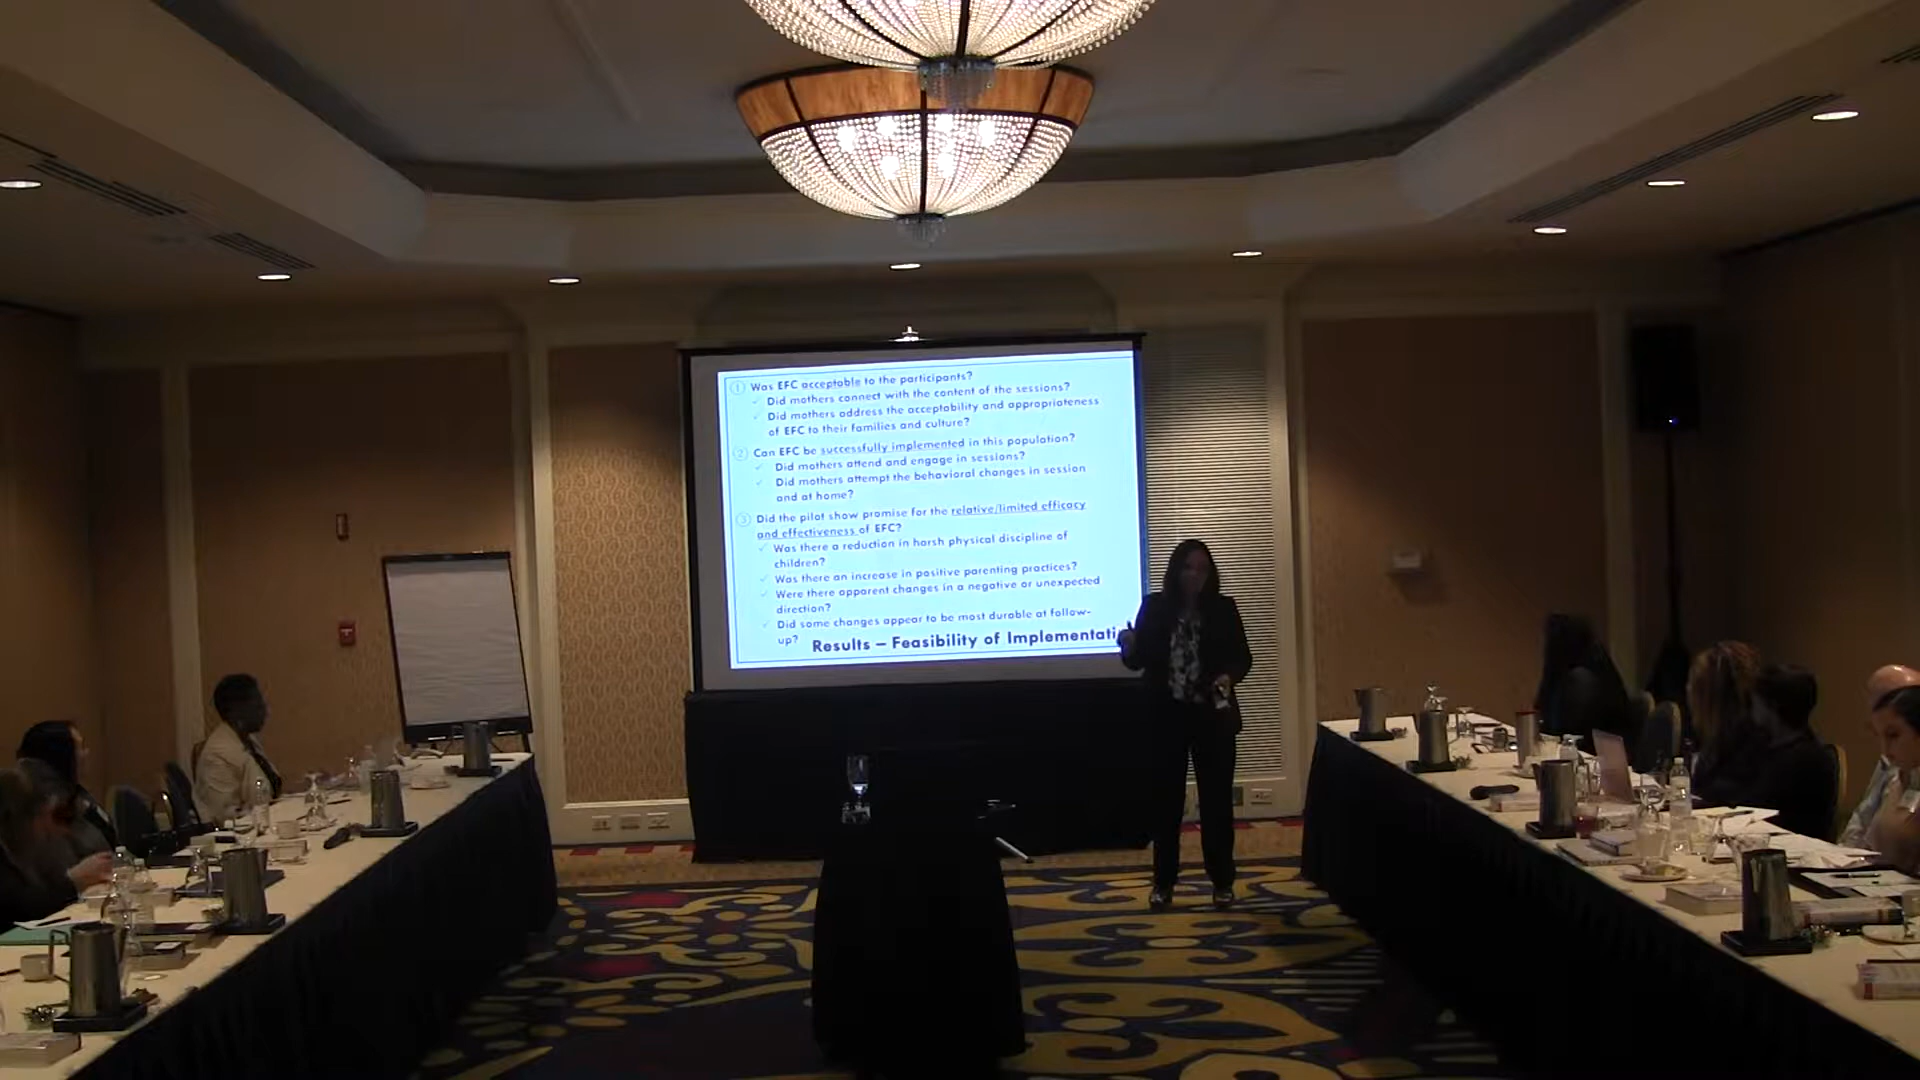 1 Was EFC acceptable to the participants?
✓ Did mothers connect with the content of the sessions?
✓ Did mothers address the acceptability and appropriateness
of EFC to their families and culture?
2 Can EFC be successfully implemented in this population?
✓ Did mothers attend and engage in sessions?
✓ Did mothers attempt the behavioral changes in session
and at home?
3 Did the pilot show promise for the relative/limited efficacy
and effectiveness of EFC?
✓ Was there a reduction in harsh physical discipline of
children?
✓ Was there an increase in positive parenting practices?
✓ Were there apparent changes in a negative or unexpected
direction?
✓ Did some changes appear to be most durable at follow-
up?
Results – Feasibility of Implementati